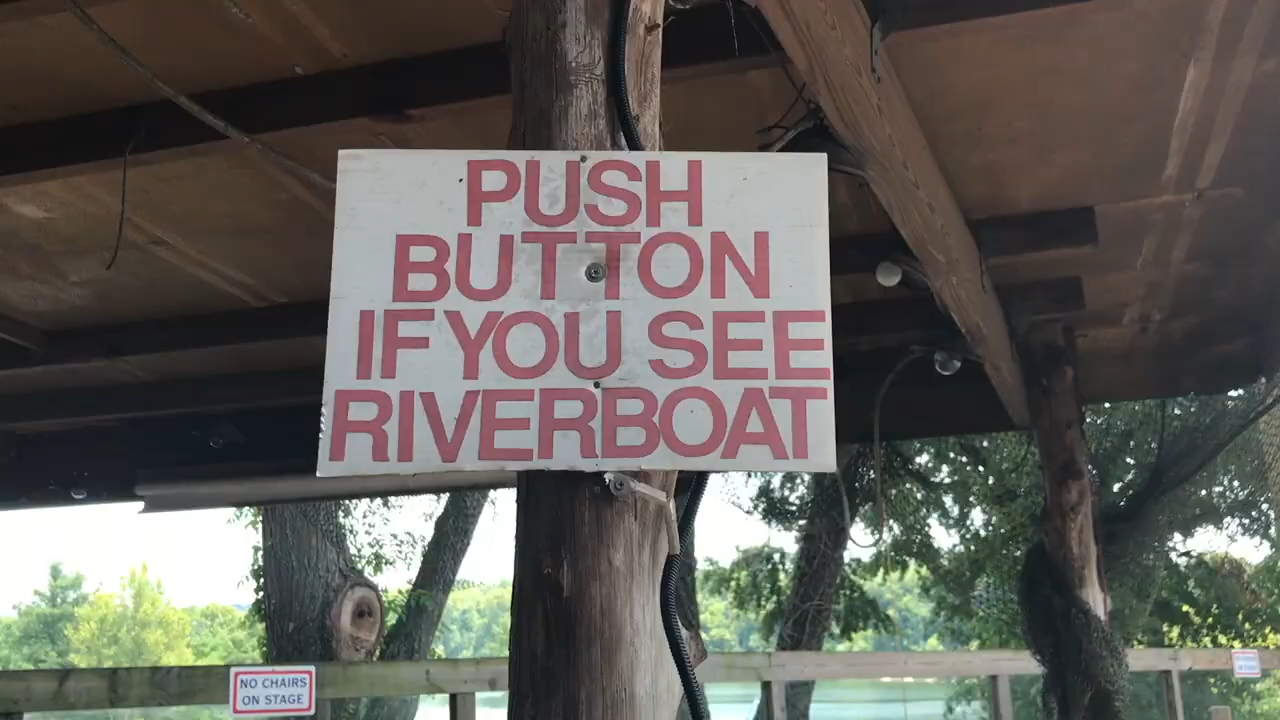 PUSH
BUTTON
IF YOU SEE
RIVERBOAT
NO CHAIRS
ON STAGE